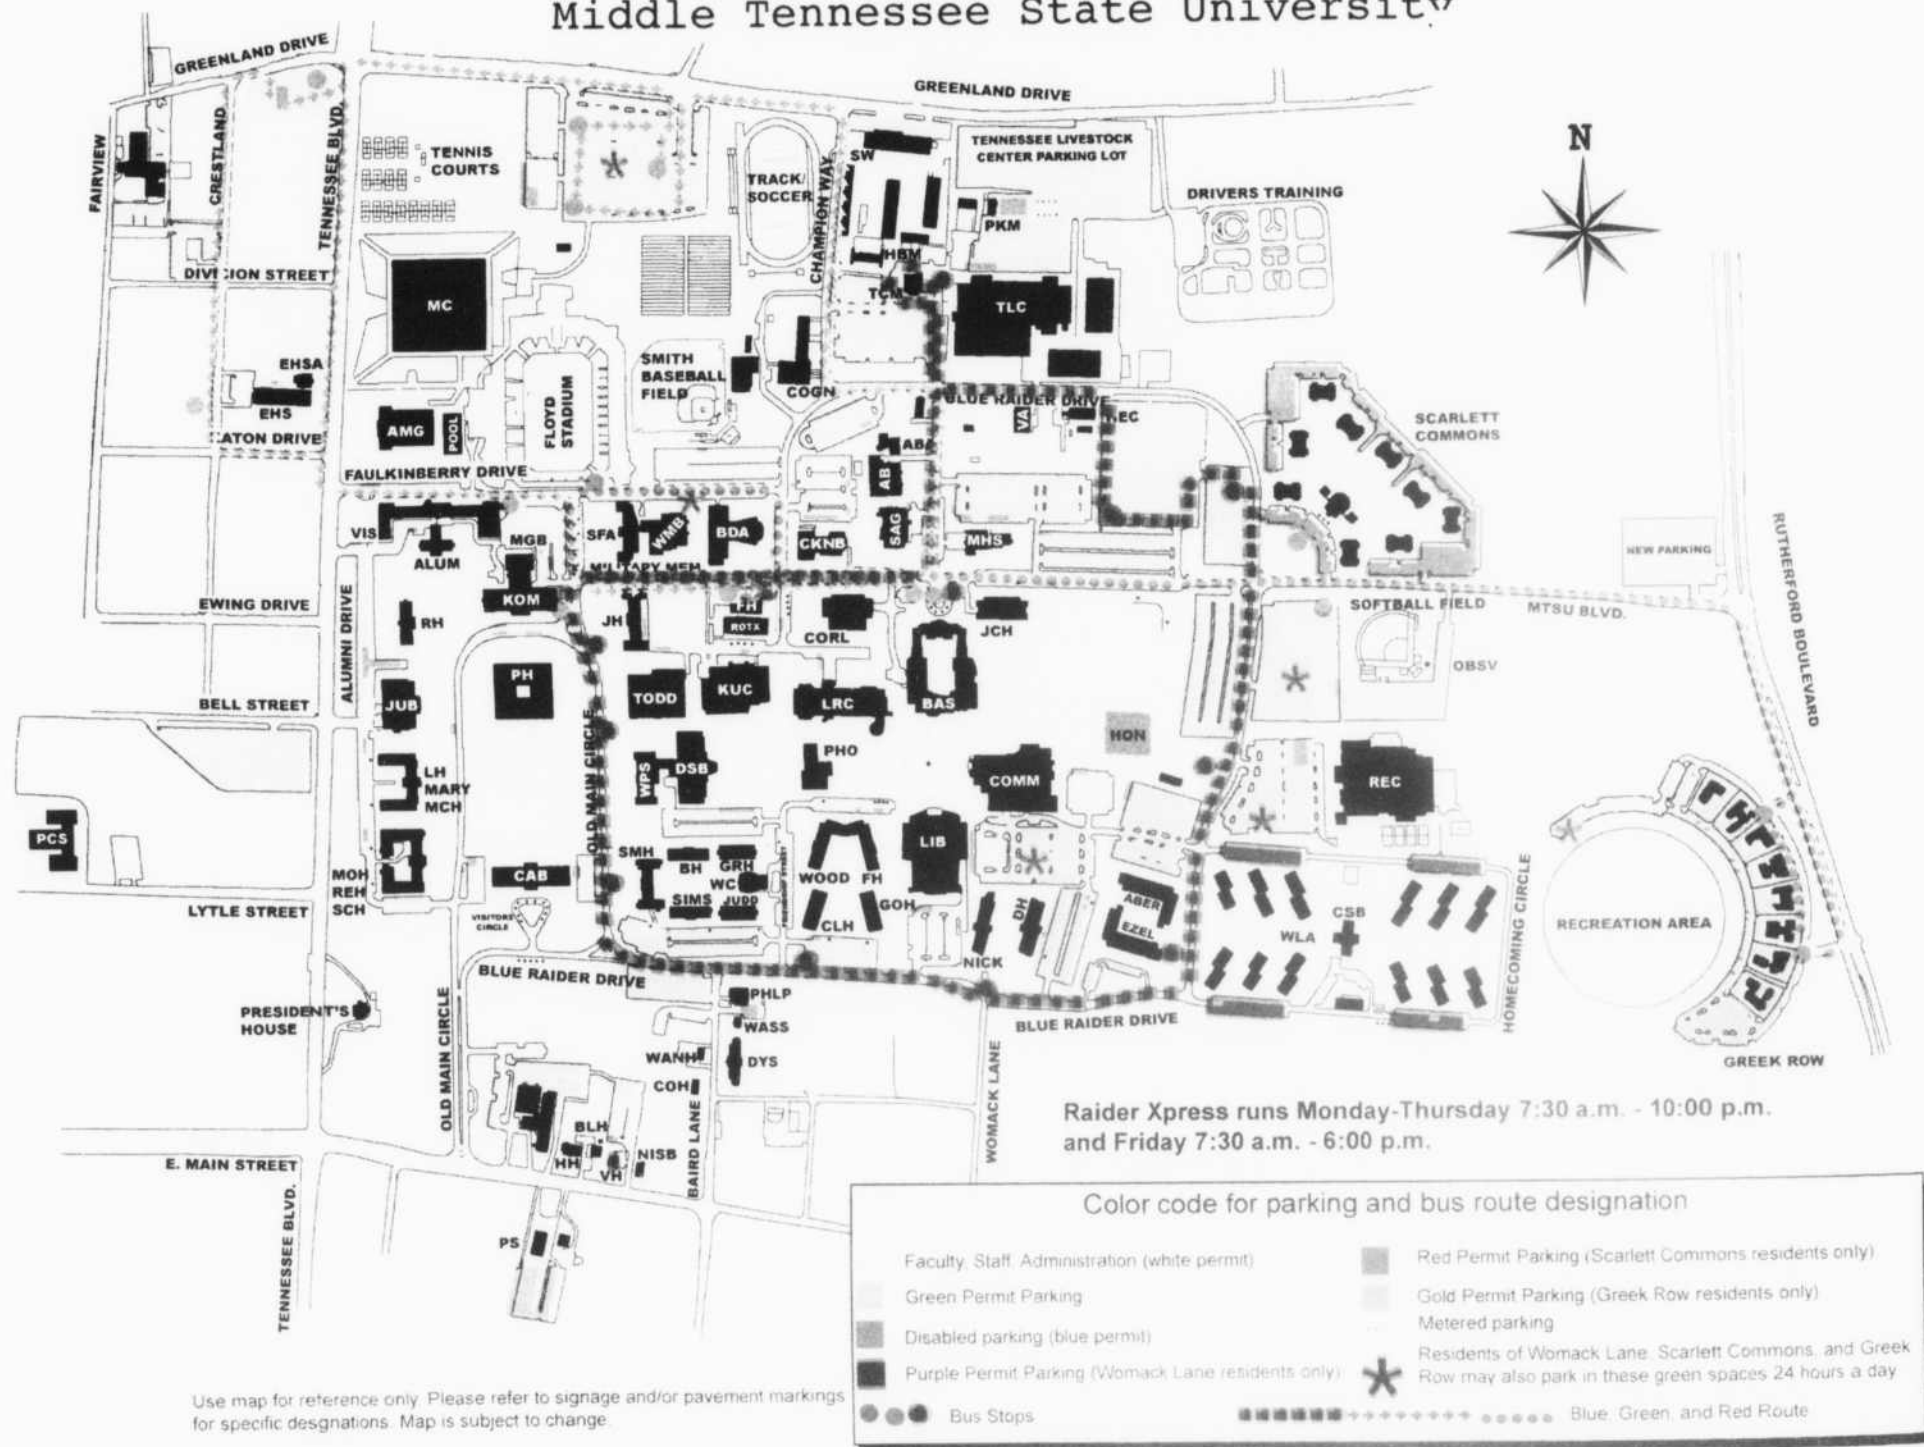 Middle Tennessee State University
GREENLAND DRIVE
GREENLAND DRIVE
FAIRVIEW
CRESTLAND
TENNESSEE BLVD.
TENNIS
COURTS
TRACK/
SOCCER
CHAMPION WAY
SW
TENNESSEE LIVESTOCK
CENTER PARKING LOT
N
DRIVERS TRAINING
PKM
HBM
TCM
TLC
DIVISION STREET
MC
EHSA
EHS
SMITH
BASEBALL
FIELD
COGN
FLOYD
STADIUM
AMG
POOL
EATON DRIVE
FAULKINBERRY DRIVE
BLUE RAIDER DRIVE
VA
AB
SCARLETT
COMMONS
VIS
ALUM
MGB
SFA
WMB
BDA
CKNB
SAG
MHS
MILITARY MEM
NEW PARKING
RUTHERFORD BOULEVARD
EWING DRIVE
ALUMNI DRIVE
RH
KOM
JH
FH
ROTX
CORL
JCH
SOFTBALL FIELD
MTSU BLVD.
OBSV
BELL STREET
JUB
PH
OLD MAIN CIRCLE
TODD
KUC
LRC
BAS
HON
PCS
LH
MARY
MCH
WPS
DSB
PHO
COMM
REC
MOH
REH
SCH
CAB
SMH
BH
GRH
WC
SIMS
JUDD
WOOD
FH
GOH
CLH
LIB
NICK
DH
ABER
EZEL
WLA
CSB
HOMECOMING CIRCLE
RECREATION AREA
GREEK ROW
LYTLE STREET
VISITORS
CIRCLE
BLUE RAIDER DRIVE
BLUE RAIDER DRIVE
PRESIDENT'S
HOUSE
OLD MAIN CIRCLE
PHLP
WASS
WANH
DYS
COH
BAIRD LANE
WOMACK LANE
BLH
HH
VH
NISB
E. MAIN STREET
TENNESSEE BLVD.
PS
Raider Xpress runs Monday-Thursday 7:30 a.m. - 10:00 p.m.
and Friday 7:30 a.m. - 6:00 p.m.
Color code for parking and bus route designation
Faculty, Staff, Administration (white permit)
Green Permit Parking
Disabled parking (blue permit)
Purple Permit Parking (Womack Lane residents only)
Bus Stops
Red Permit Parking (Scarlett Commons residents only)
Gold Permit Parking (Greek Row residents only)
Metered parking
Residents of Womack Lane, Scarlett Commons, and Greek
Row may also park in these green spaces 24 hours a day
Blue, Green, and Red Route
Use map for reference only. Please refer to signage and/or pavement markings
for specific desgnations. Map is subject to change.